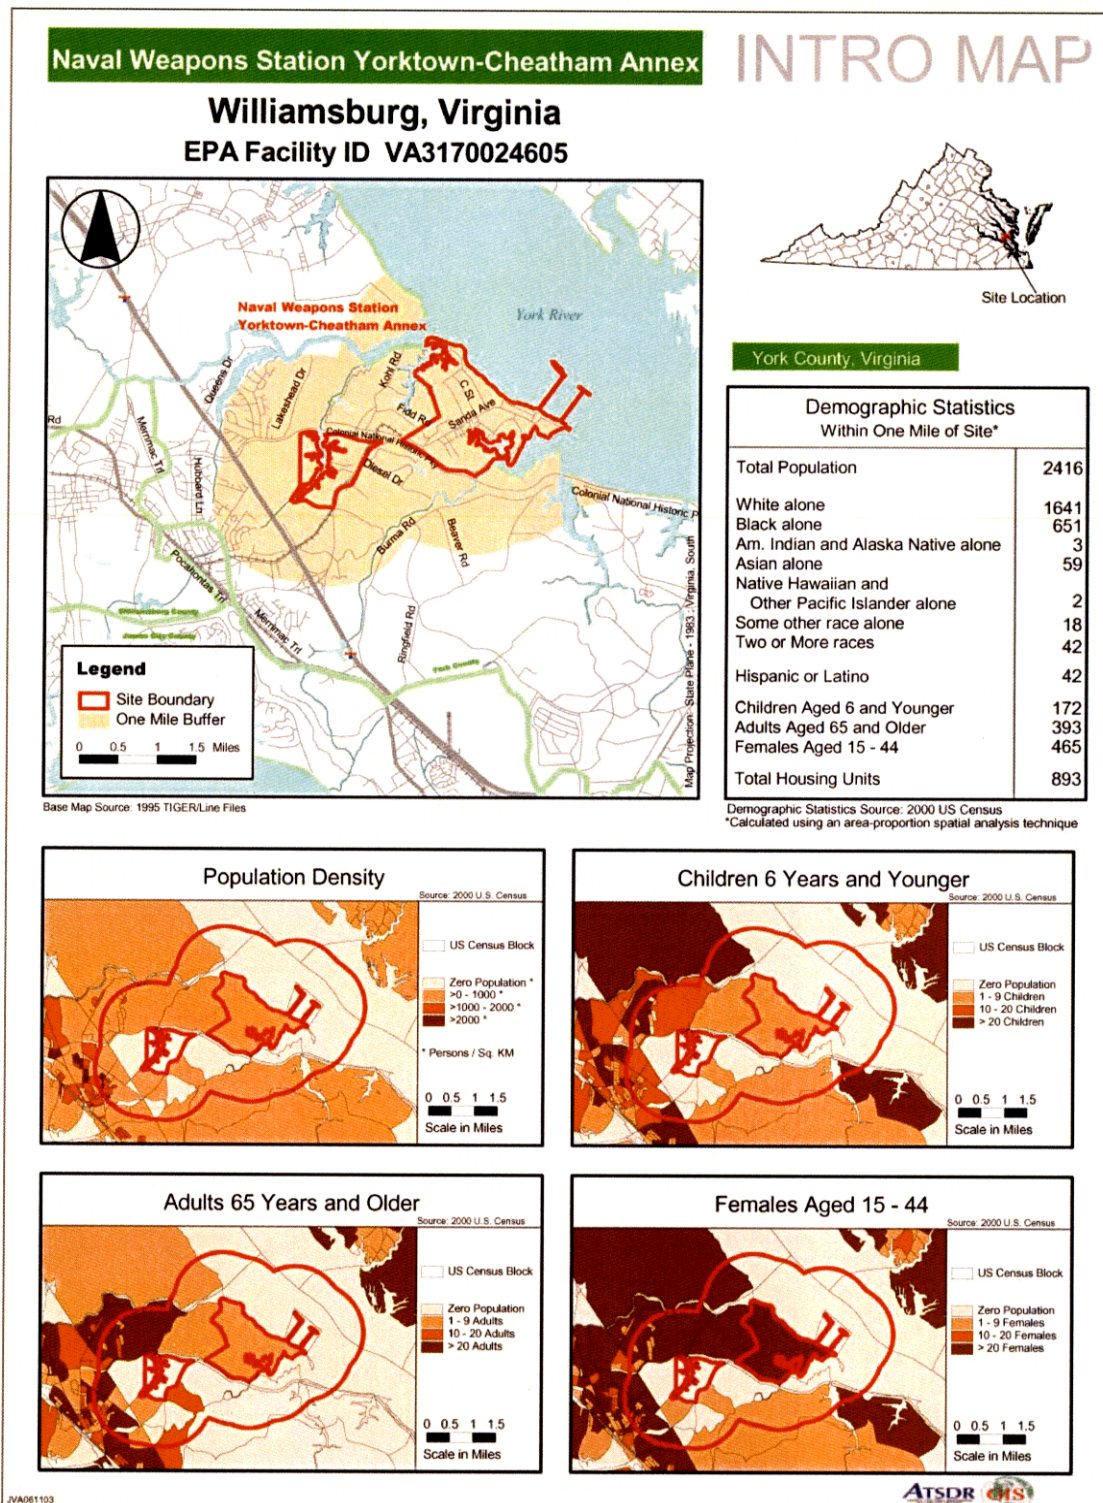 Naval Weapons Station Yorktown-Cheatham Annex
INTRO MAP
Williamsburg, Virginia
EPA Facility ID VA3170024605
Naval Weapons Station
Yorktown-Cheatham Annex
York River
Queens Dr
Lakeshead Dr
Kohl Rd
C St
Sanda Ave
Fidd Rd
Colonial National Historic Pky
Diesel Dr
Rd
Merrimac Trl
Hubbard Ln
Burma Rd
Beaver Rd
Colonial National Historic P
Pocahontas Trl
Williamsburg County
James City County
Merrimac Trl
Ringfield Rd
York County
Map Projection: State Plane - 1983 : Virginia, South
Legend
Site Boundary
One Mile Buffer
0 0.5 1 1.5 Miles
Base Map Source: 1995 TIGER/Line Files
Site Location
York County, Virginia
Demographic Statistics
Within One Mile of Site*
Total Population 2416
White alone 1641
Black alone 651
Am. Indian and Alaska Native alone 3
Asian alone 59
Native Hawaiian and
Other Pacific Islander alone 2
Some other race alone 18
Two or More races 42
Hispanic or Latino 42
Children Aged 6 and Younger 172
Adults Aged 65 and Older 393
Females Aged 15 - 44 465
Total Housing Units 893
Demographic Statistics Source: 2000 US Census
*Calculated using an area-proportion spatial analysis technique
Population Density
Source: 2000 U.S. Census
US Census Block
Zero Population *
>0 - 1000 *
>1000 - 2000 *
>2000 *
* Persons / Sq. KM
0 0.5 1 1.5
Scale in Miles
Children 6 Years and Younger
Source: 2000 U.S. Census
US Census Block
Zero Population
1 - 9 Children
10 - 20 Children
> 20 Children
0 0.5 1 1.5
Scale in Miles
Adults 65 Years and Older
Source: 2000 U.S. Census
US Census Block
Zero Population
1 - 9 Adults
10 - 20 Adults
> 20 Adults
0 0.5 1 1.5
Scale in Miles
Females Aged 15 - 44
Source: 2000 U.S. Census
US Census Block
Zero Population
1 - 9 Females
10 - 20 Females
> 20 Females
0 0.5 1 1.5
Scale in Miles
JVA061103
ATSDR GIS